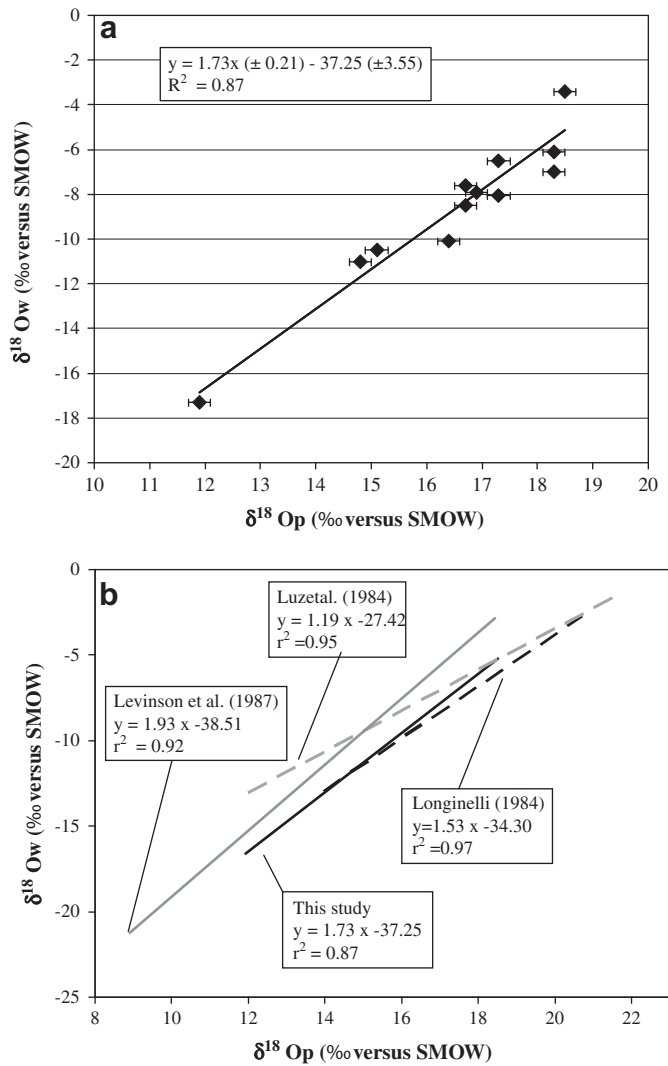 a
0
-2
-4
-6
-8
-10
-12
-14
-16
-18
-20
y = 1.73x (± 0.21) - 37.25 (±3.55)
R² = 0.87
δ¹⁸ Ow (‰ versus SMOW)
10 11 12 13 14 15 16 17 18 19 20
δ¹⁸ Op (‰ versus SMOW)
b
0
-5
-10
-15
-20
-25
Luzetal. (1984)
y = 1.19 x -27.42
r² =0.95
Levinson et al. (1987)
y = 1.93 x -38.51
r² = 0.92
Longinelli (1984)
y=1.53 x -34.30
r² =0.97
This study
y = 1.73 x -37.25
r² = 0.87
δ¹⁸ Ow (‰ versus SMOW)
8 10 12 14 16 18 20 22
δ¹⁸ Op (‰ versus SMOW)